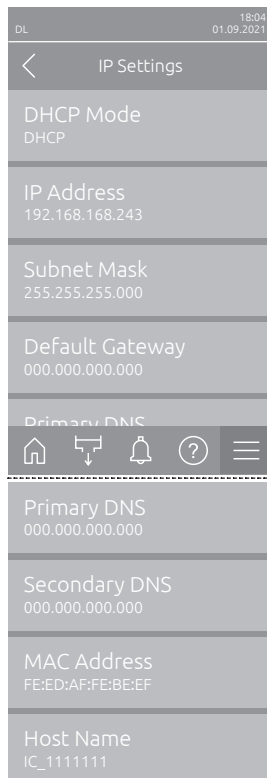 18:04
DL 01.09.2021
IP Settings
DHCP Mode
DHCP
IP Address
192.168.168.243
Subnet Mask
255.255.255.000
Default Gateway
000.000.000.000
Primary DNS
?
Primary DNS
000.000.000.000
Secondary DNS
000.000.000.000
MAC Address
FE:ED:AF:FE:BE:EF
Host Name
IC_1111111